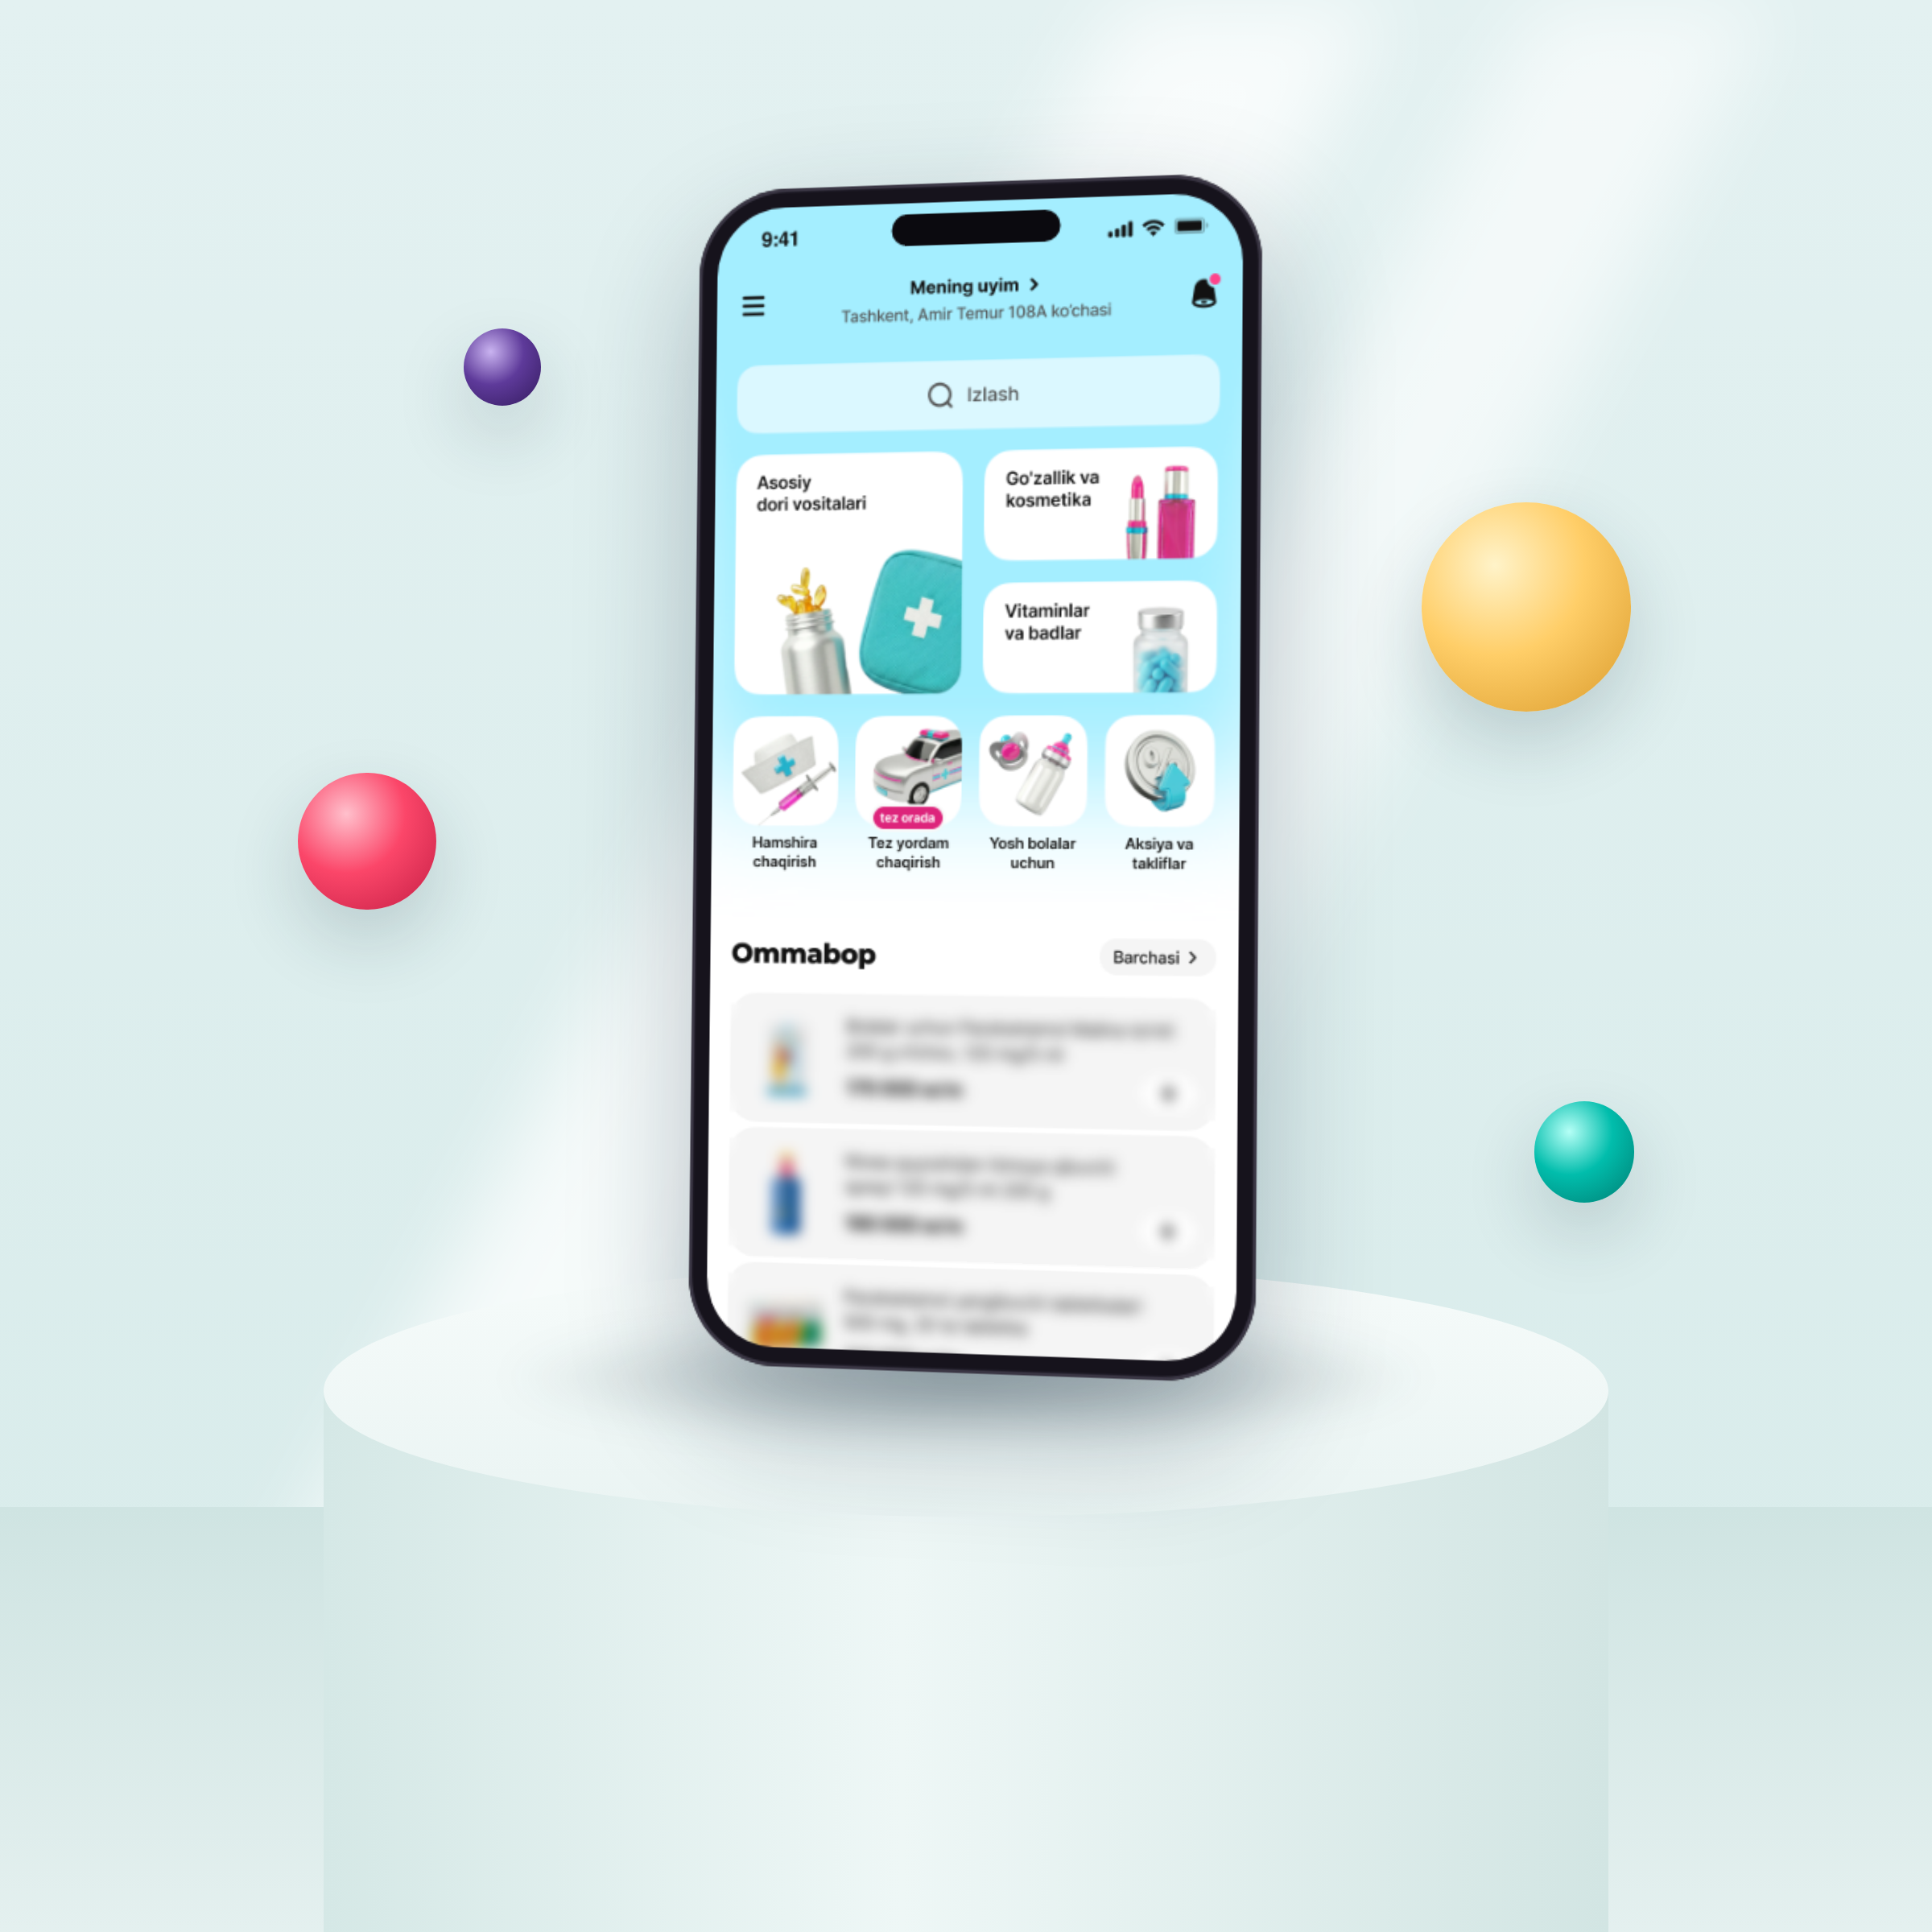 9:41
Mening uyim
Tashkent, Amir Temur 108A ko'chasi
Izlash
Asosiy
dori vositalari
Go'zallik va
kosmetika
Vitaminlar
va badlar
tez orada
Hamshira
chaqirish
Tez yordam
chaqirish
Yosh bolalar
uchun
Aksiya va
takliflar
Ommabop
Barchasi